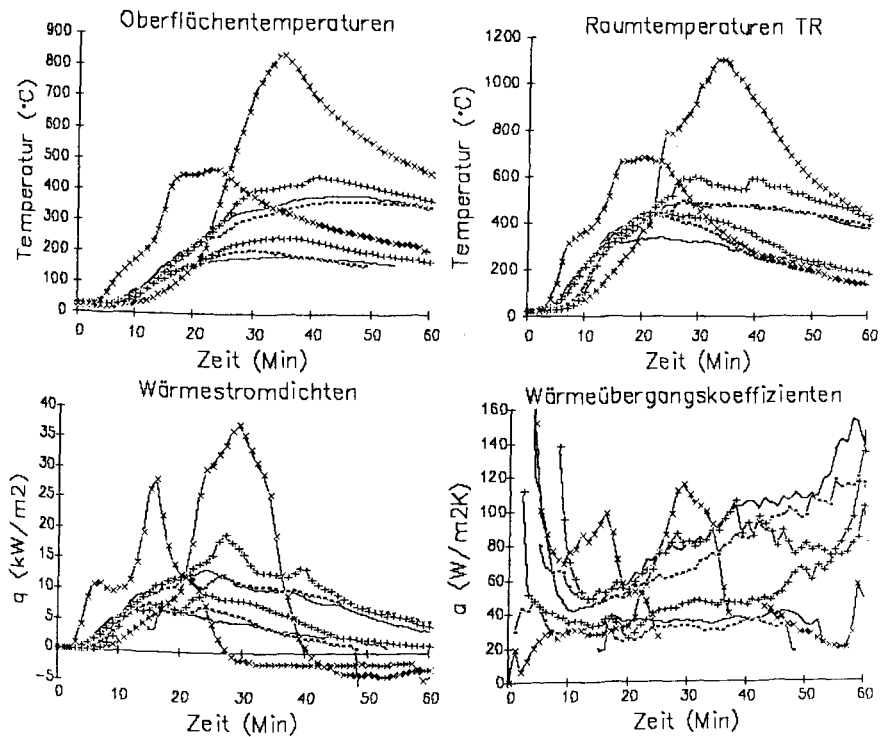 Oberflächentemperaturen
900
800
700
600
500
400
300
200
100
0
Temperatur (°C)
0 10 20 30 40 50 60
Zeit (Min)
Raumtemperaturen TR
1200
1000
800
600
400
200
0
Temperatur (°C)
0 10 20 30 40 50 60
Zeit (Min)
Wärmestromdichten
40
35
30
25
20
15
10
5
0
-5
q (kW/m2)
0 10 20 30 40 50 60
Zeit (Min)
Wärmeübergangskoeffizienten
160
140
120
100
80
60
40
20
0
a (W/m2K)
0 10 20 30 40 50 60
Zeit (Min)